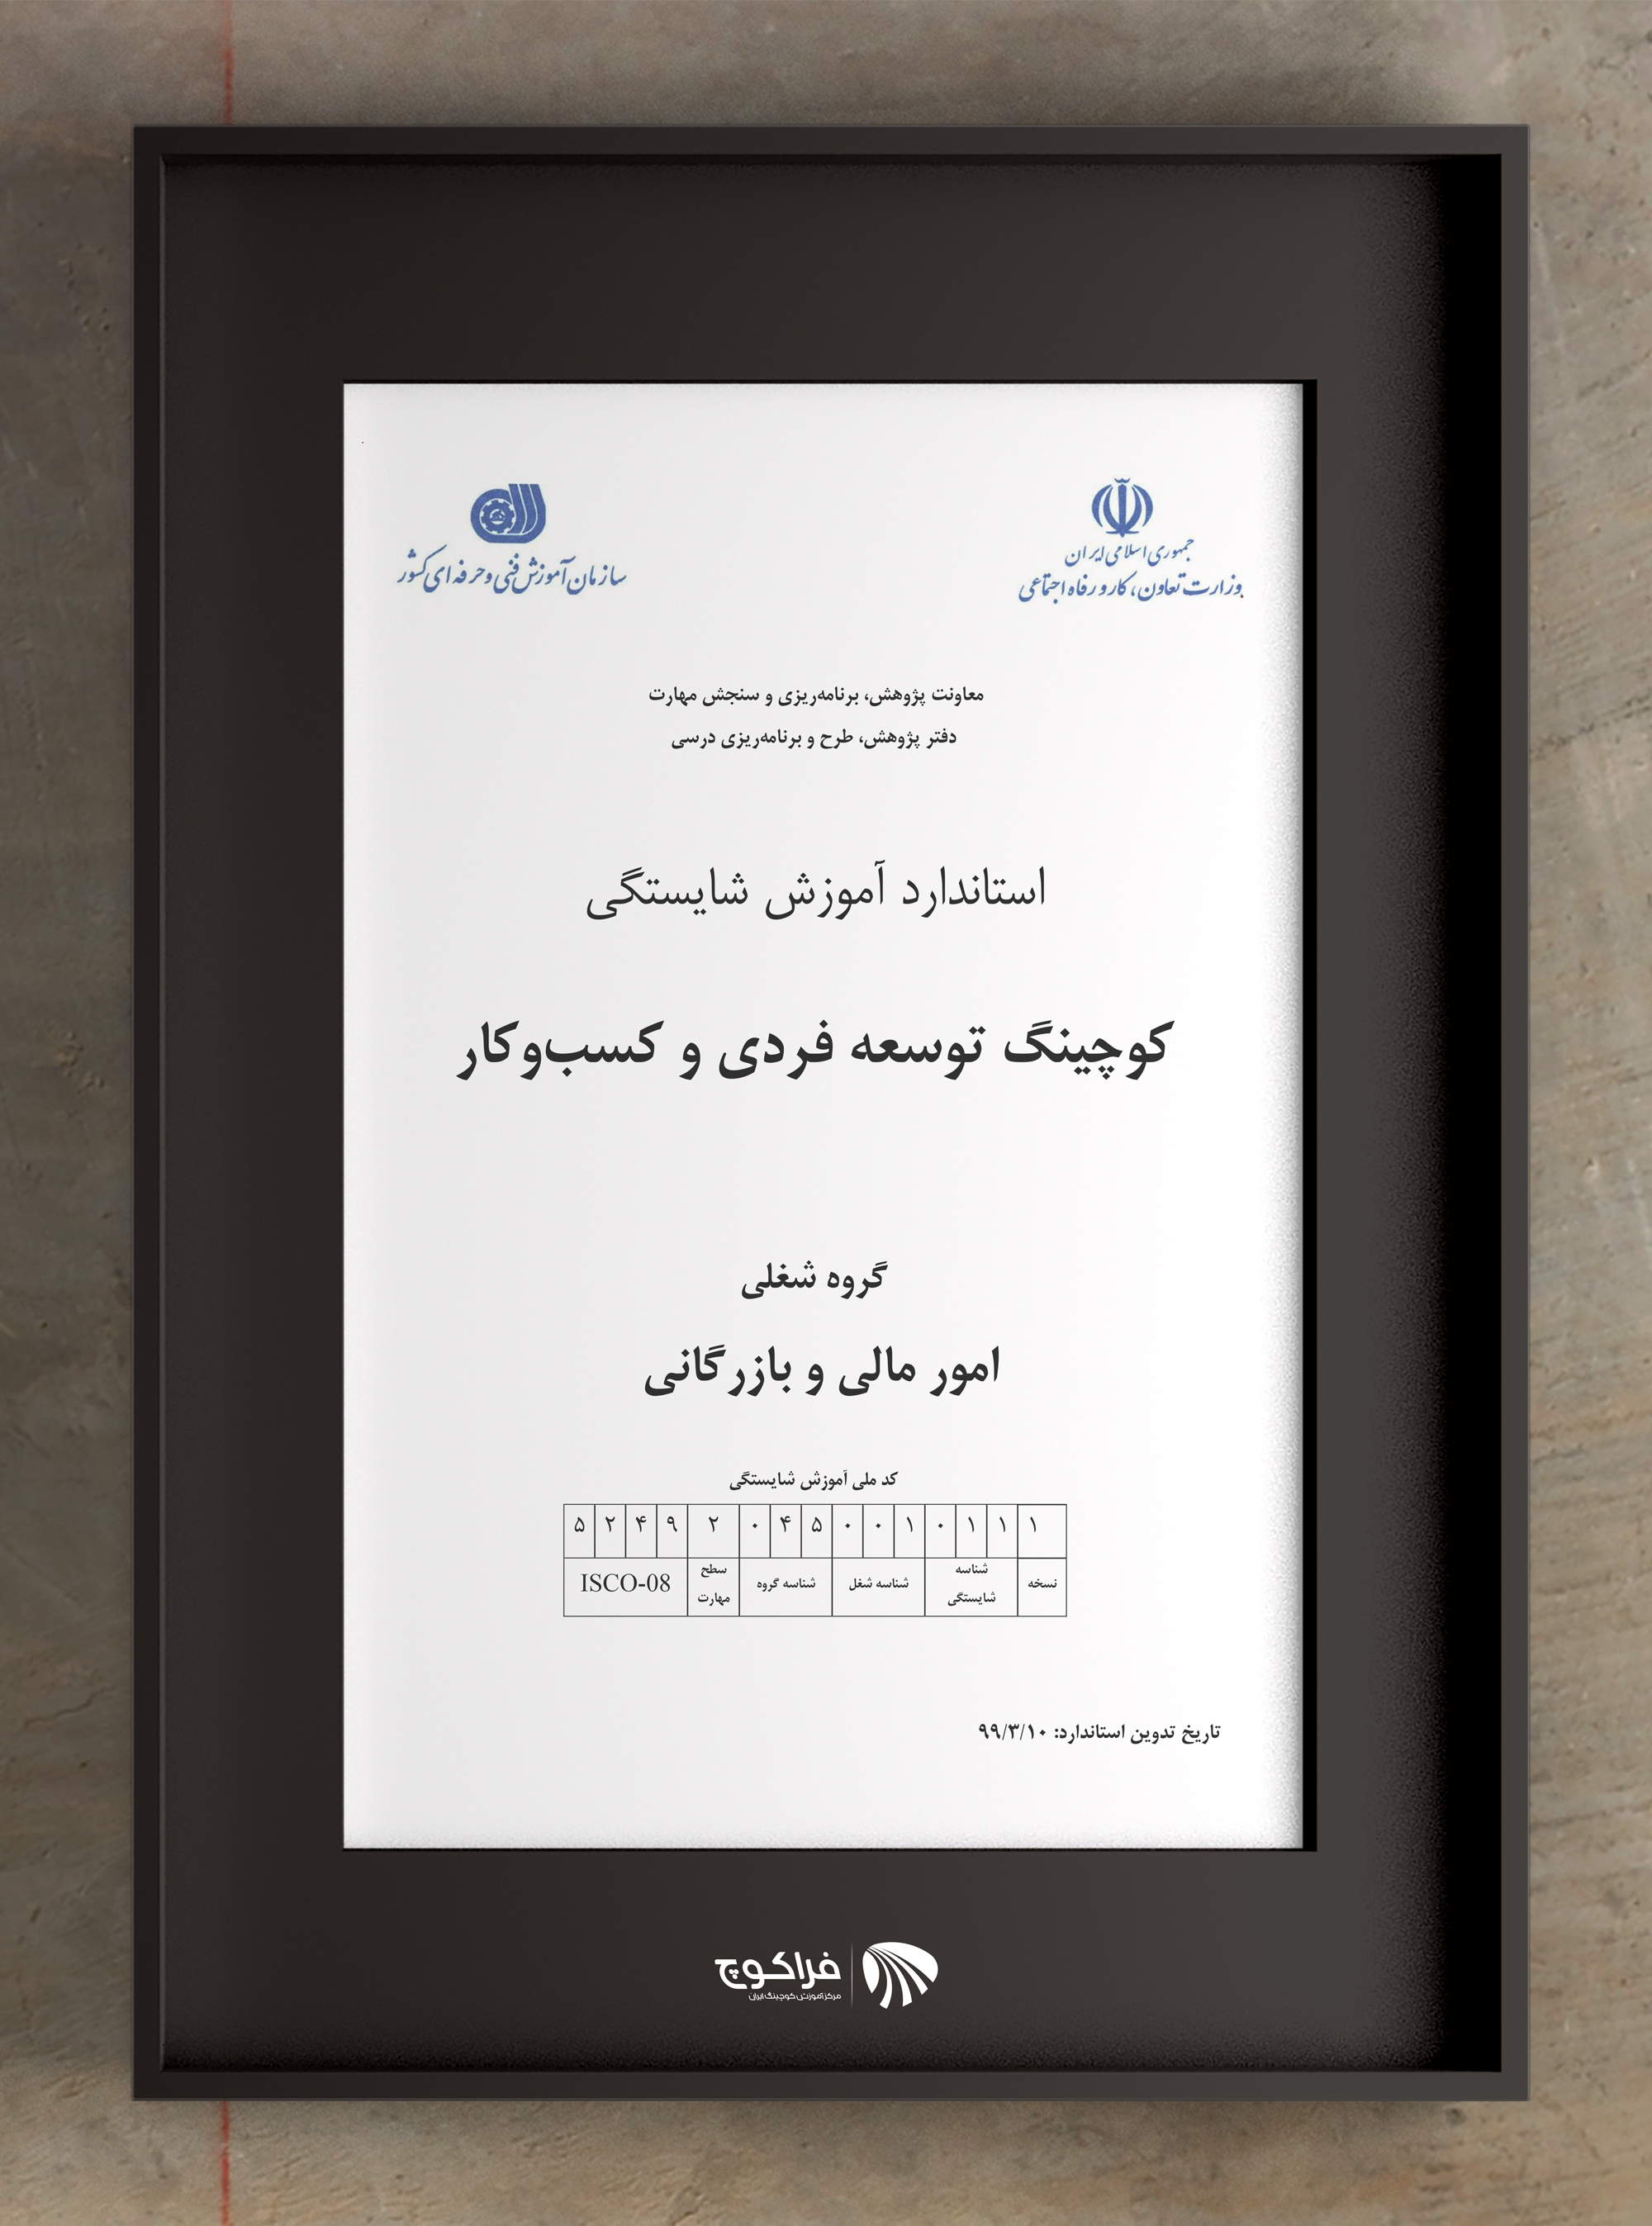 جمهوری اسلامی ایران
وزارت تعاون، کار و رفاه اجتماعی
سازمان آموزش فنی و حرفه ای کشور
معاونت پژوهش، برنامه‌ریزی و سنجش مهارت
دفتر پژوهش، طرح و برنامه‌ریزی درسی
استاندارد آموزش شایستگی
کوچینگ توسعه فردی و کسب‌وکار
گروه شغلی
امور مالی و بازرگانی
کد ملی آموزش شایستگی
۵ ۲ ۴ ۹ ۲ ۰ ۴ ۵ ۰ ۰ ۱ ۰ ۱ ۱ ۱
ISCO-08 سطح مهارت شناسه گروه شناسه شغل شناسه شایستگی نسخه
تاریخ تدوین استاندارد: ۹۹/۳/۱۰
فراکوچ
مرکز آموزش کوچینگ ایران